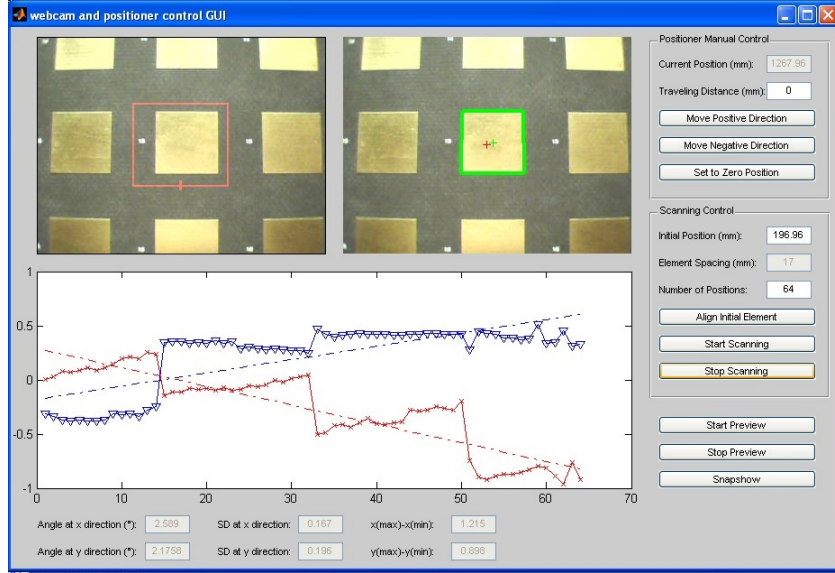 webcam and positioner control GUI
Positioner Manual Control
Current Position (mm): 1267.96
Traveling Distance (mm): 0
Move Positive Direction
Move Negative Direction
Set to Zero Position
Scanning Control
Initial Position (mm): 196.96
Element Spacing (mm): 17
Number of Positions: 64
Align Initial Element
Start Scanning
Stop Scanning
Start Preview
Stop Preview
Snapshow
1
0.5
0
-0.5
-1
0 10 20 30 40 50 60 70
Angle at x direction (°): 2.589 SD at x direction: 0.167 x(max)-x(min): 1.215
Angle at y direction (°): 2.1758 SD at y direction: 0.196 y(max)-y(min): 0.898